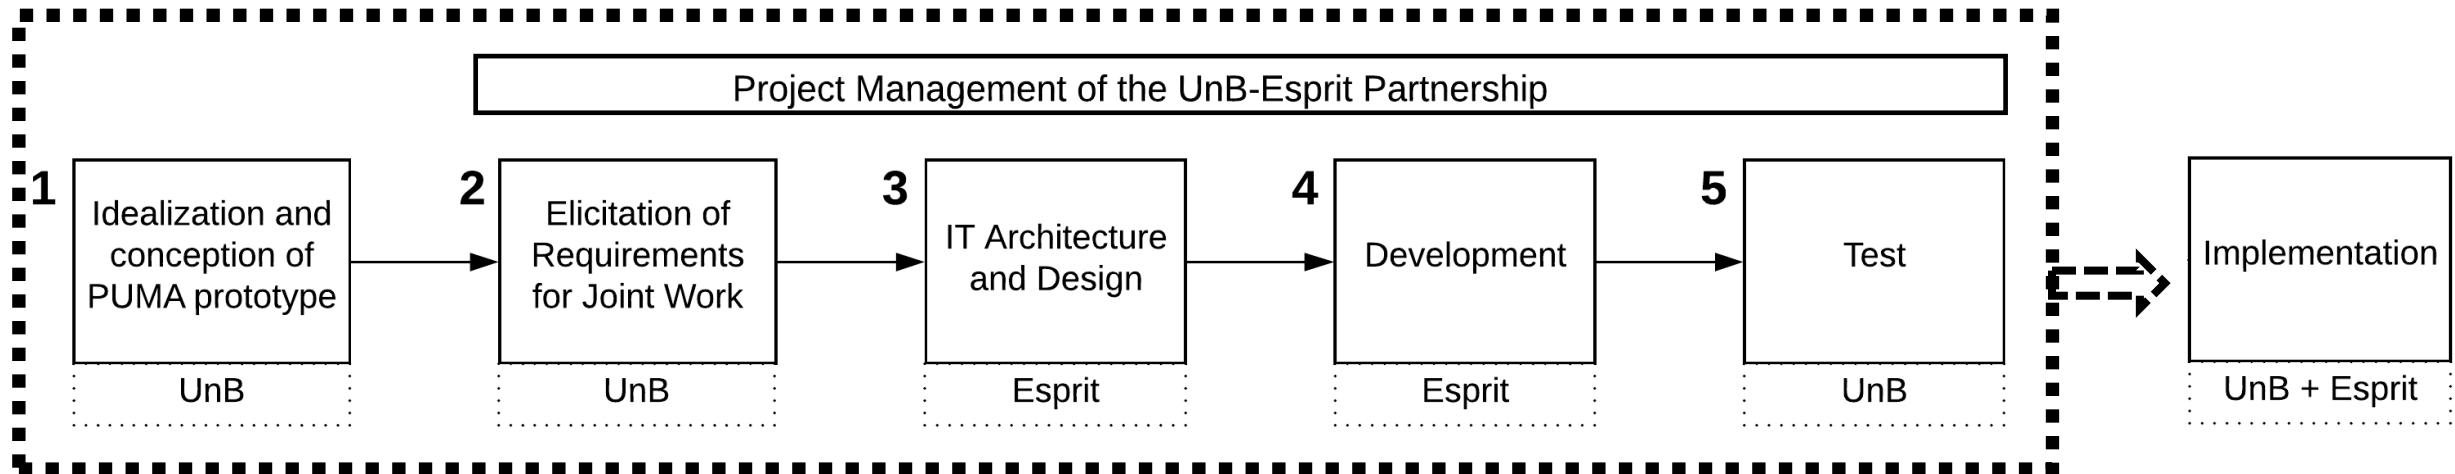 Project Management of the UnB-Esprit Partnership
1
Idealization and
conception of
PUMA prototype
UnB
2
Elicitation of
Requirements
for Joint Work
UnB
3
IT Architecture
and Design
Esprit
4
Development
Esprit
5
Test
UnB
Implementation
UnB + Esprit